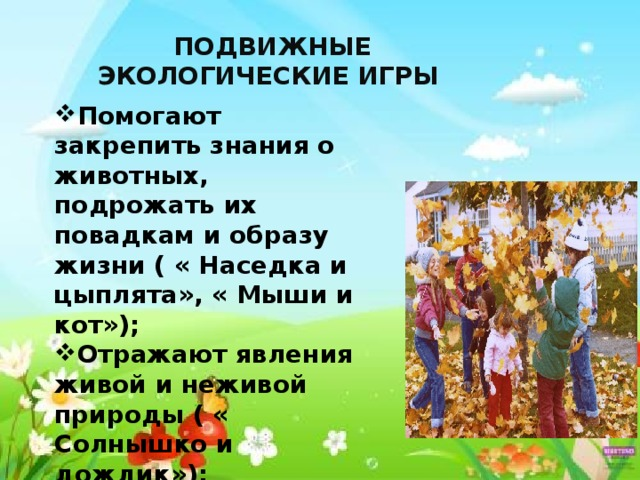 ПОДВИЖНЫЕ
ЭКОЛОГИЧЕСКИЕ ИГРЫ
❖Помогают
закрепить знания о
животных,
подрожать их
повадкам и образу
жизни ( « Наседка и
цыплята», « Мыши и
кот»);
❖Отражают явления
живой и неживой
природы ( «
Солнышко и
дождик»);